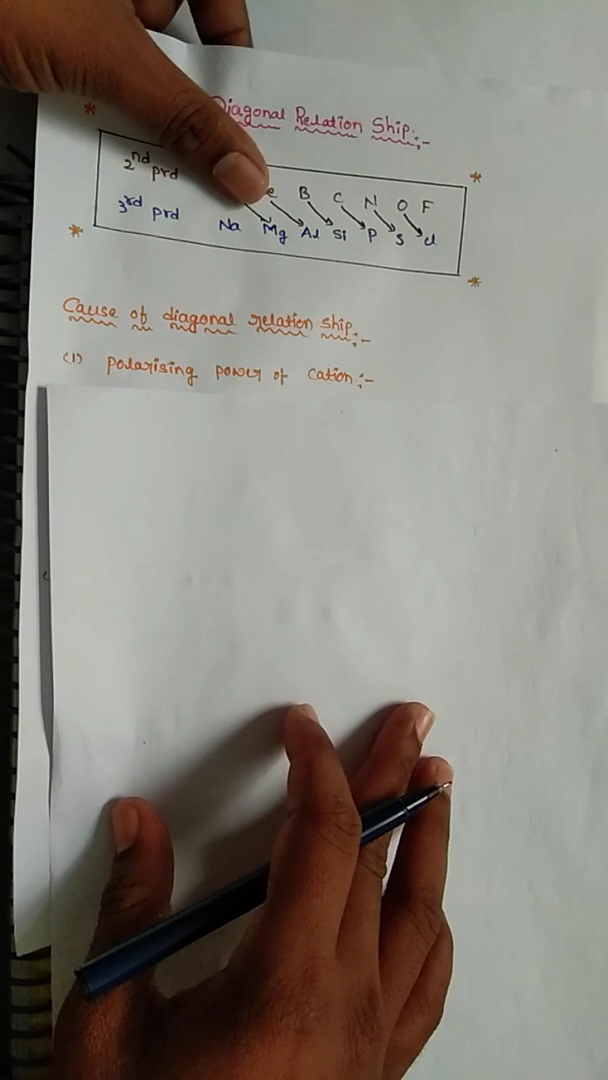 Diagonal Relation Ship:-
2nd prd e B C N O F
3rd prd Na Mg Al Si P S Cl
Cause of diagonal relation ship:-
(1) polarising power of cation:-